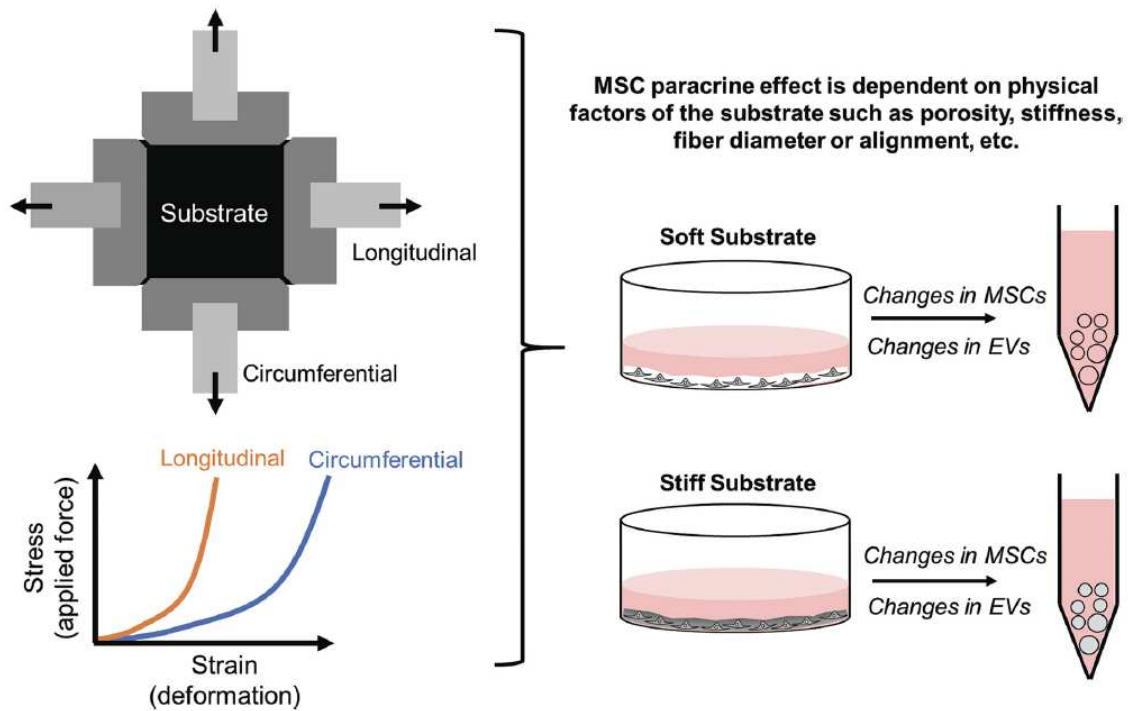 Substrate
Longitudinal
Circumferential
Longitudinal
Circumferential
Stress
(applied force)
Strain
(deformation)
MSC paracrine effect is dependent on physical
factors of the substrate such as porosity, stiffness,
fiber diameter or alignment, etc.
Soft Substrate
Changes in MSCs
Changes in EVs
Stiff Substrate
Changes in MSCs
Changes in EVs